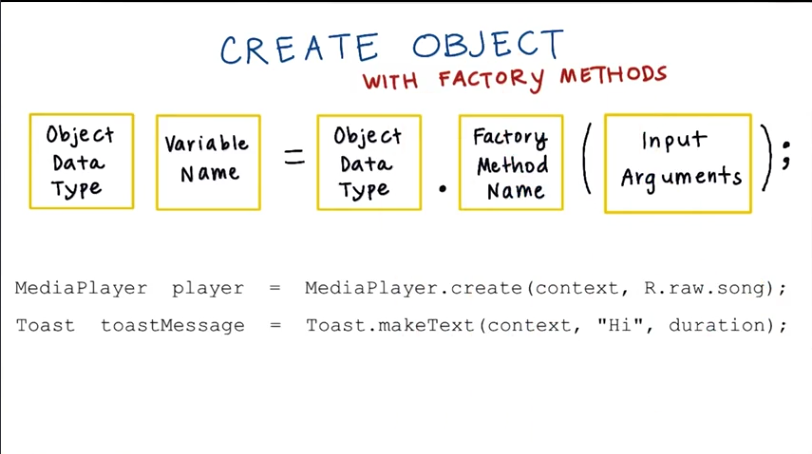 CREATE OBJECT
WITH FACTORY METHODS
Object Data Type Variable Name = Object Data Type . Factory Method Name ( Input Arguments );
MediaPlayer player = MediaPlayer.create(context, R.raw.song);
Toast toastMessage = Toast.makeText(context, "Hi", duration);